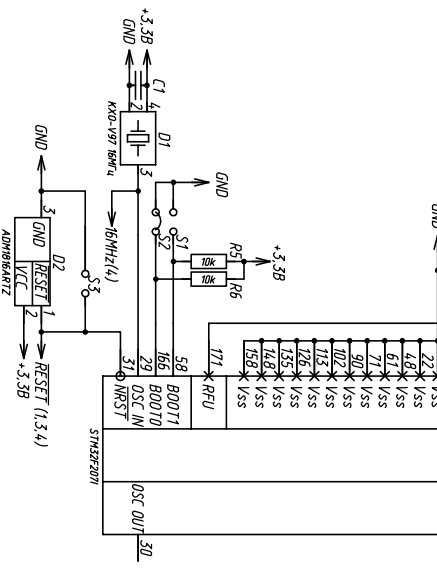 +3,3В
GND
C1
2
4
KXO-V97 16МГц
D1
3
GND
16MHz(4)
S1
S2
GND
10k
R5
10k
R6
+3,3В
GND
3
GND
D2
VCC
RESET
1
2
ADM1816ARTZ
S3
+3,3В
RESET (1,3,4)
31
29
166
58
171
158
148
135
126
113
102
90
71
61
48
22
NRST
OSC IN
BOOT0
BOOT1
RFU
Vss
Vss
Vss
Vss
Vss
Vss
Vss
Vss
Vss
Vss
Vss
STM32F207I
OSC OUT
30